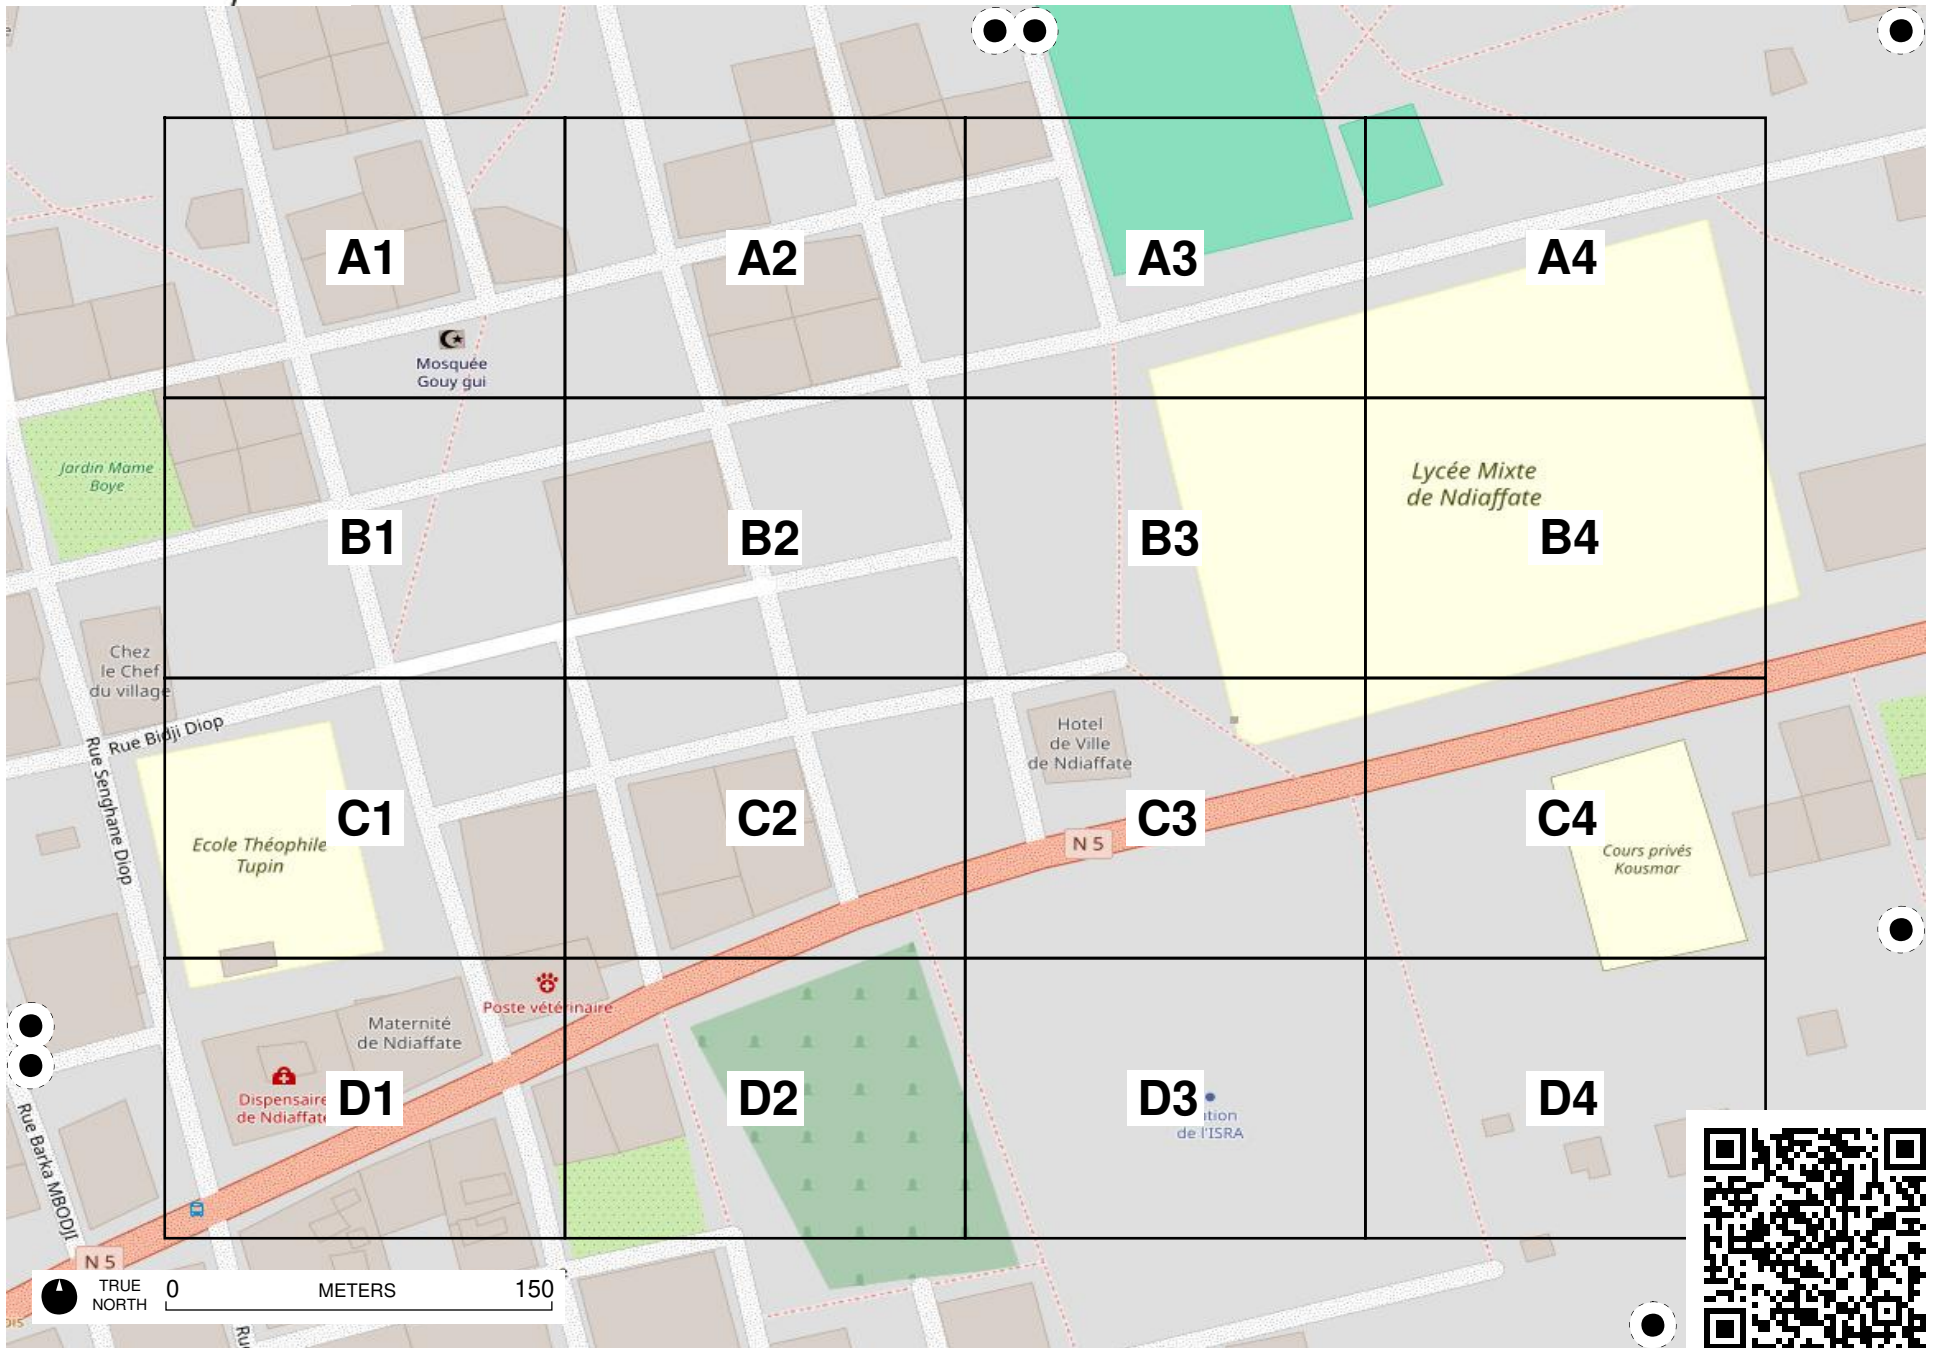 A1
A2
A3
A4
Mosquée
Gouy gui
Jardin Mame
Boye
Lycée Mixte
de Ndiaffate
B1
B2
B3
B4
Chez
le Chef
du village
Rue Bidji Diop
Rue Senghane Diop
Hotel
de Ville
de Ndiaffate
C1
C2
C3
C4
N 5
Ecole Théophile
Tupin
Cours privés
Kousmar
Poste vétérinaire
Maternité
de Ndiaffate
Dispensaire
de Ndiaffate
D1
D2
D3
D4
de l'ISRA
Rue Barka MBODJ
N 5
TRUE
NORTH
0
METERS
150